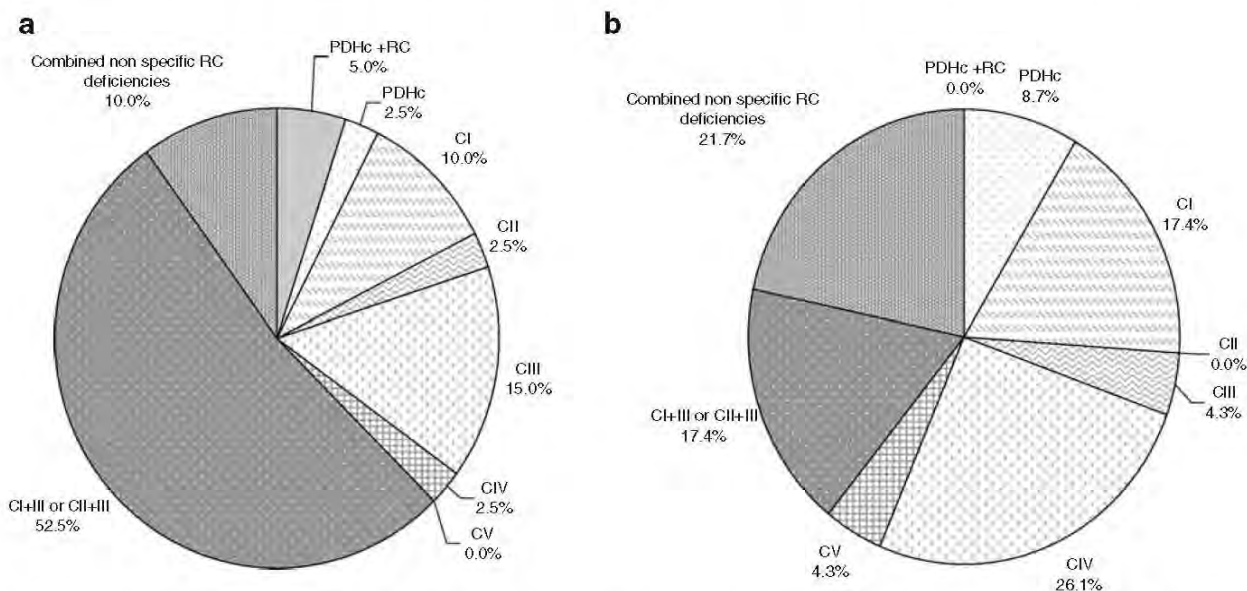 a
PDHc +RC
5.0%
PDHc
2.5%
CI
10.0%
CII
2.5%
CIII
15.0%
CIV
2.5%
CV
0.0%
CI+III or CII+III
52.5%
Combined non specific RC
deficiencies
10.0%
b
PDHc +RC
0.0%
PDHc
8.7%
CI
17.4%
CII
0.0%
CIII
4.3%
CIV
26.1%
CV
4.3%
CI+III or CII+III
17.4%
Combined non specific RC
deficiencies
21.7%